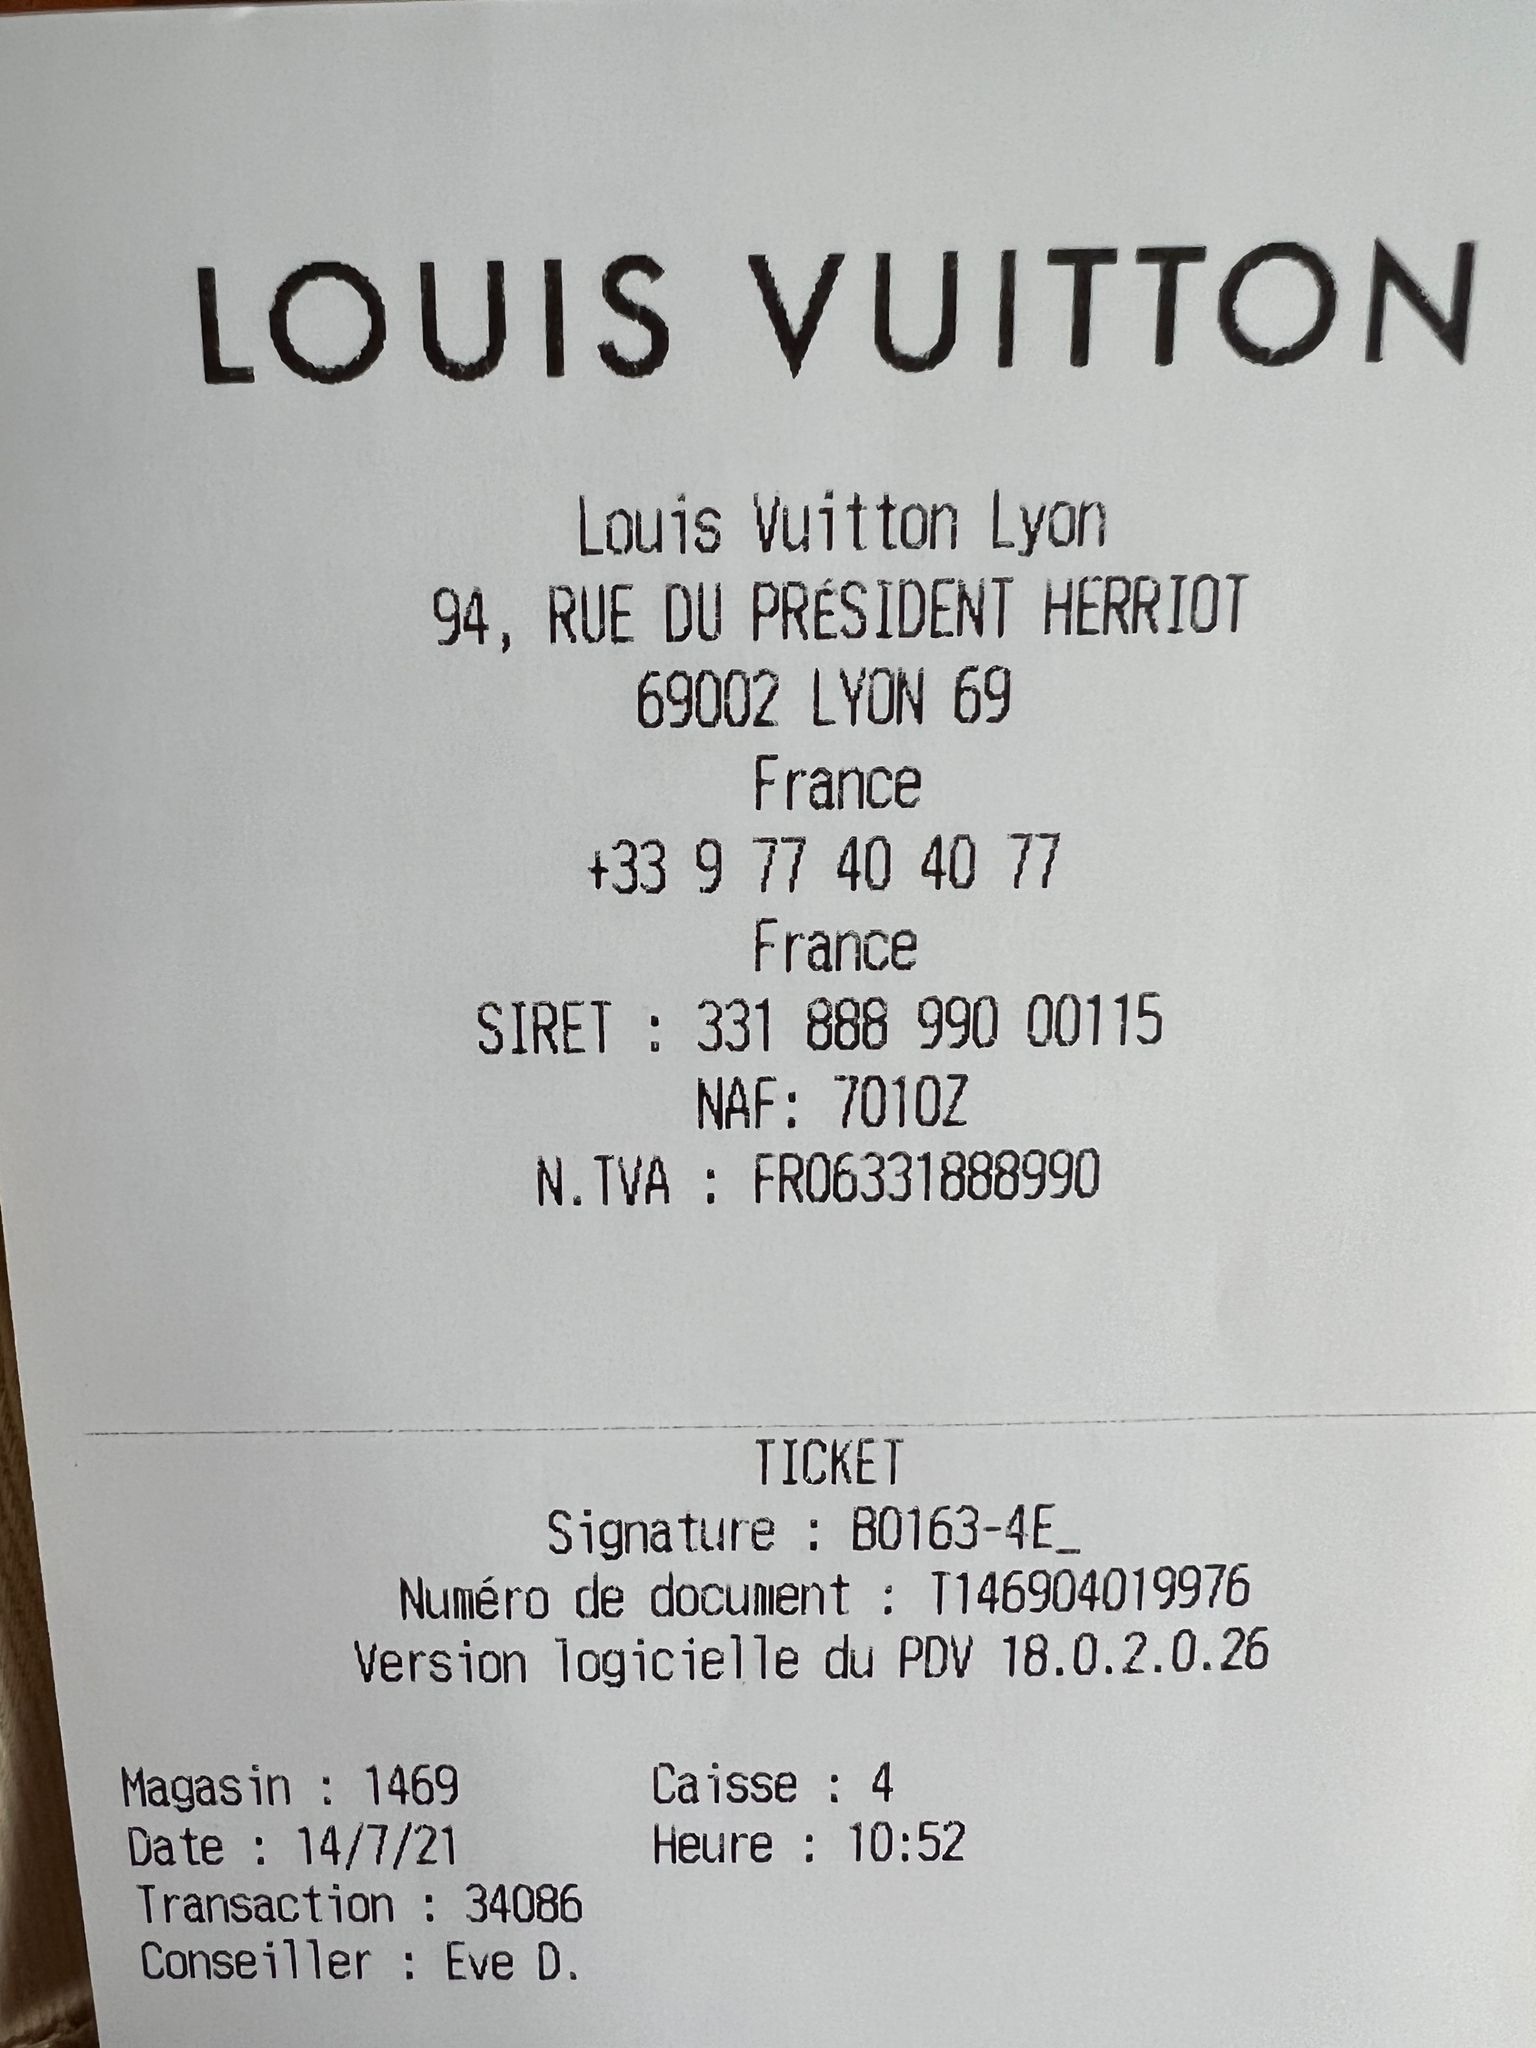 LOUIS VUITTON
Louis Vuitton Lyon
94, RUE DU PRÉSIDENT HERRIOT
69002 LYON 69
France
+33 9 77 40 40 77
France
SIRET : 331 888 990 00115
NAF: 7010Z
N.TVA : FR06331888990
TICKET
Signature : B0163-4E_
Numéro de document : T146904019976
Version logicielle du PDV 18.0.2.0.26
Magasin : 1469 Caisse : 4
Date : 14/7/21 Heure : 10:52
Transaction : 34086
Conseiller : Eve D.